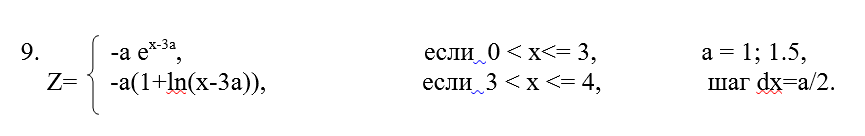 9. -a e^x-3a, если 0 < x<= 3, a = 1; 1.5,
Z= { -a(1+ln(x-3a)), если 3 < x <= 4, шаг dx=a/2.